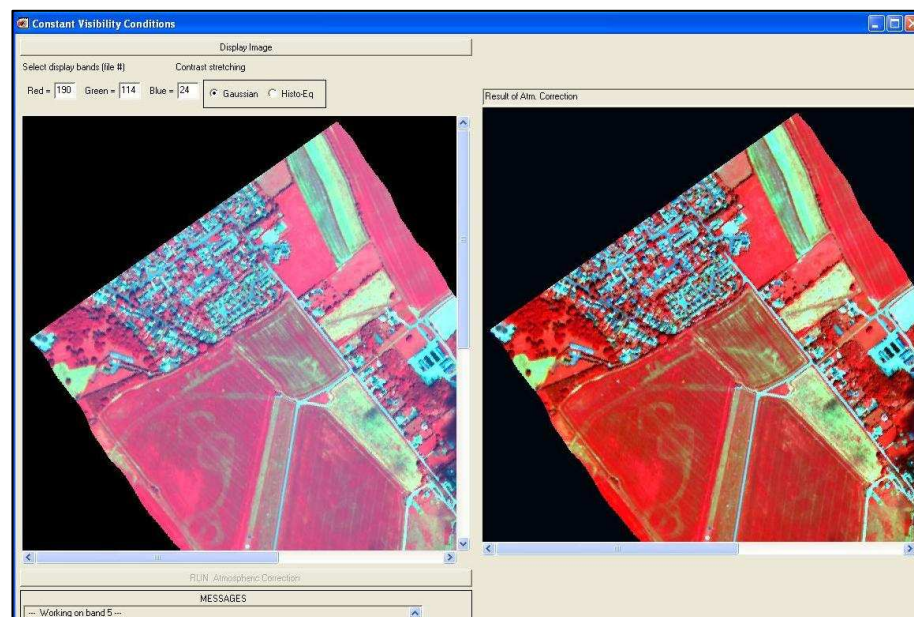 Constant Visibility Conditions
Display Image
Select display bands (file #) Contrast stretching
Red = 190 Green = 114 Blue = 24 Gaussian Histo-Eq
Result of Atm. Correction
RUN Atmospheric Correction
MESSAGES
--- Working on band 5 ---